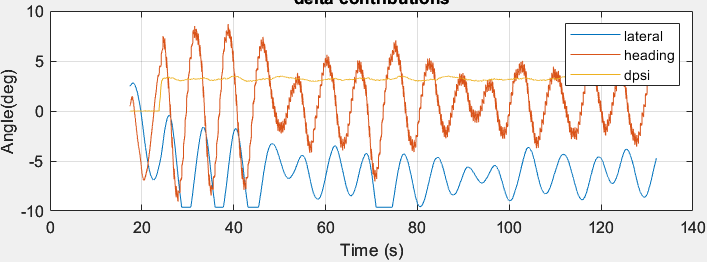 delta contributions
10
5
0
-5
-10
Angle(deg)
lateral
heading
dpsi
0 20 40 60 80 100 120 140
Time (s)